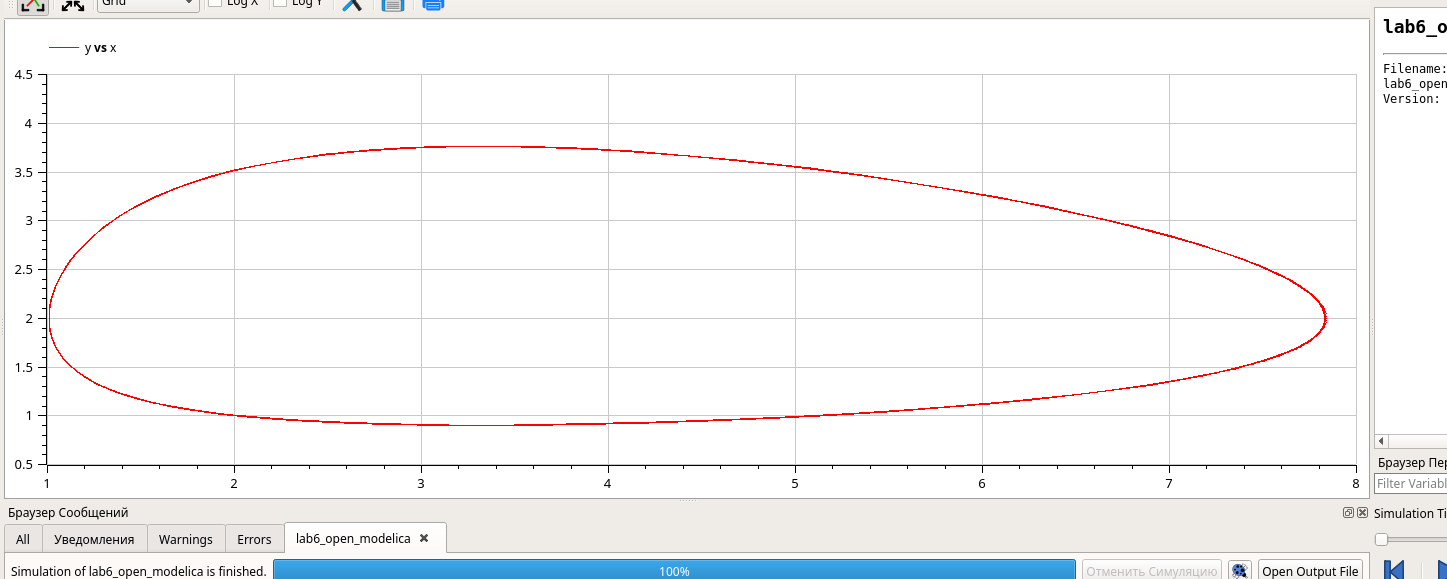 Grid Log X Log Y
lab6_o
y vs x
Filename:
lab6_open
Version:
4.5
4
3.5
3
2.5
2
1.5
1
0.5
1 2 3 4 5 6 7 8
Браузер Пер
Filter Variabl
Браузер Сообщений
Simulation Ti
All Уведомления Warnings Errors lab6_open_modelica
Simulation of lab6_open_modelica is finished. 100% Отменить Симуляцию Open Output File